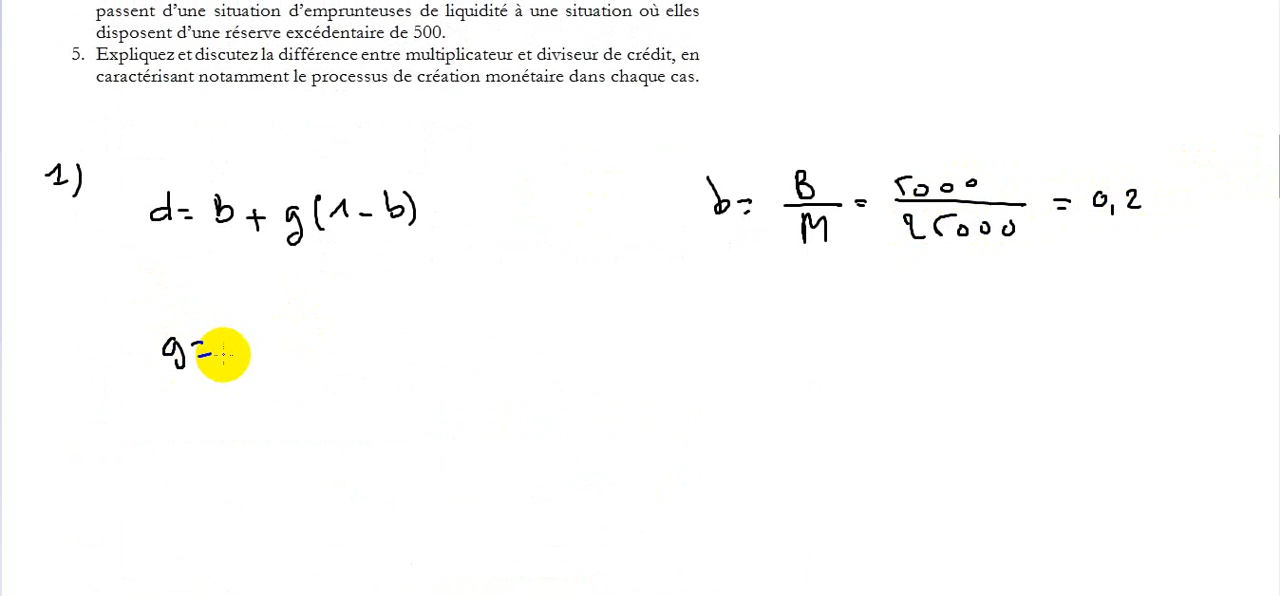 passent d'une situation d'emprunteuses de liquidité à une situation où elles
disposent d'une réserve excédentaire de 500.
5. Expliquez et discutez la différence entre multiplicateur et diviseur de crédit, en
caractérisant notamment le processus de création monétaire dans chaque cas.
1)
d= b + g(1-b)
b= B/M = 5000/25000 = 0,2
g=